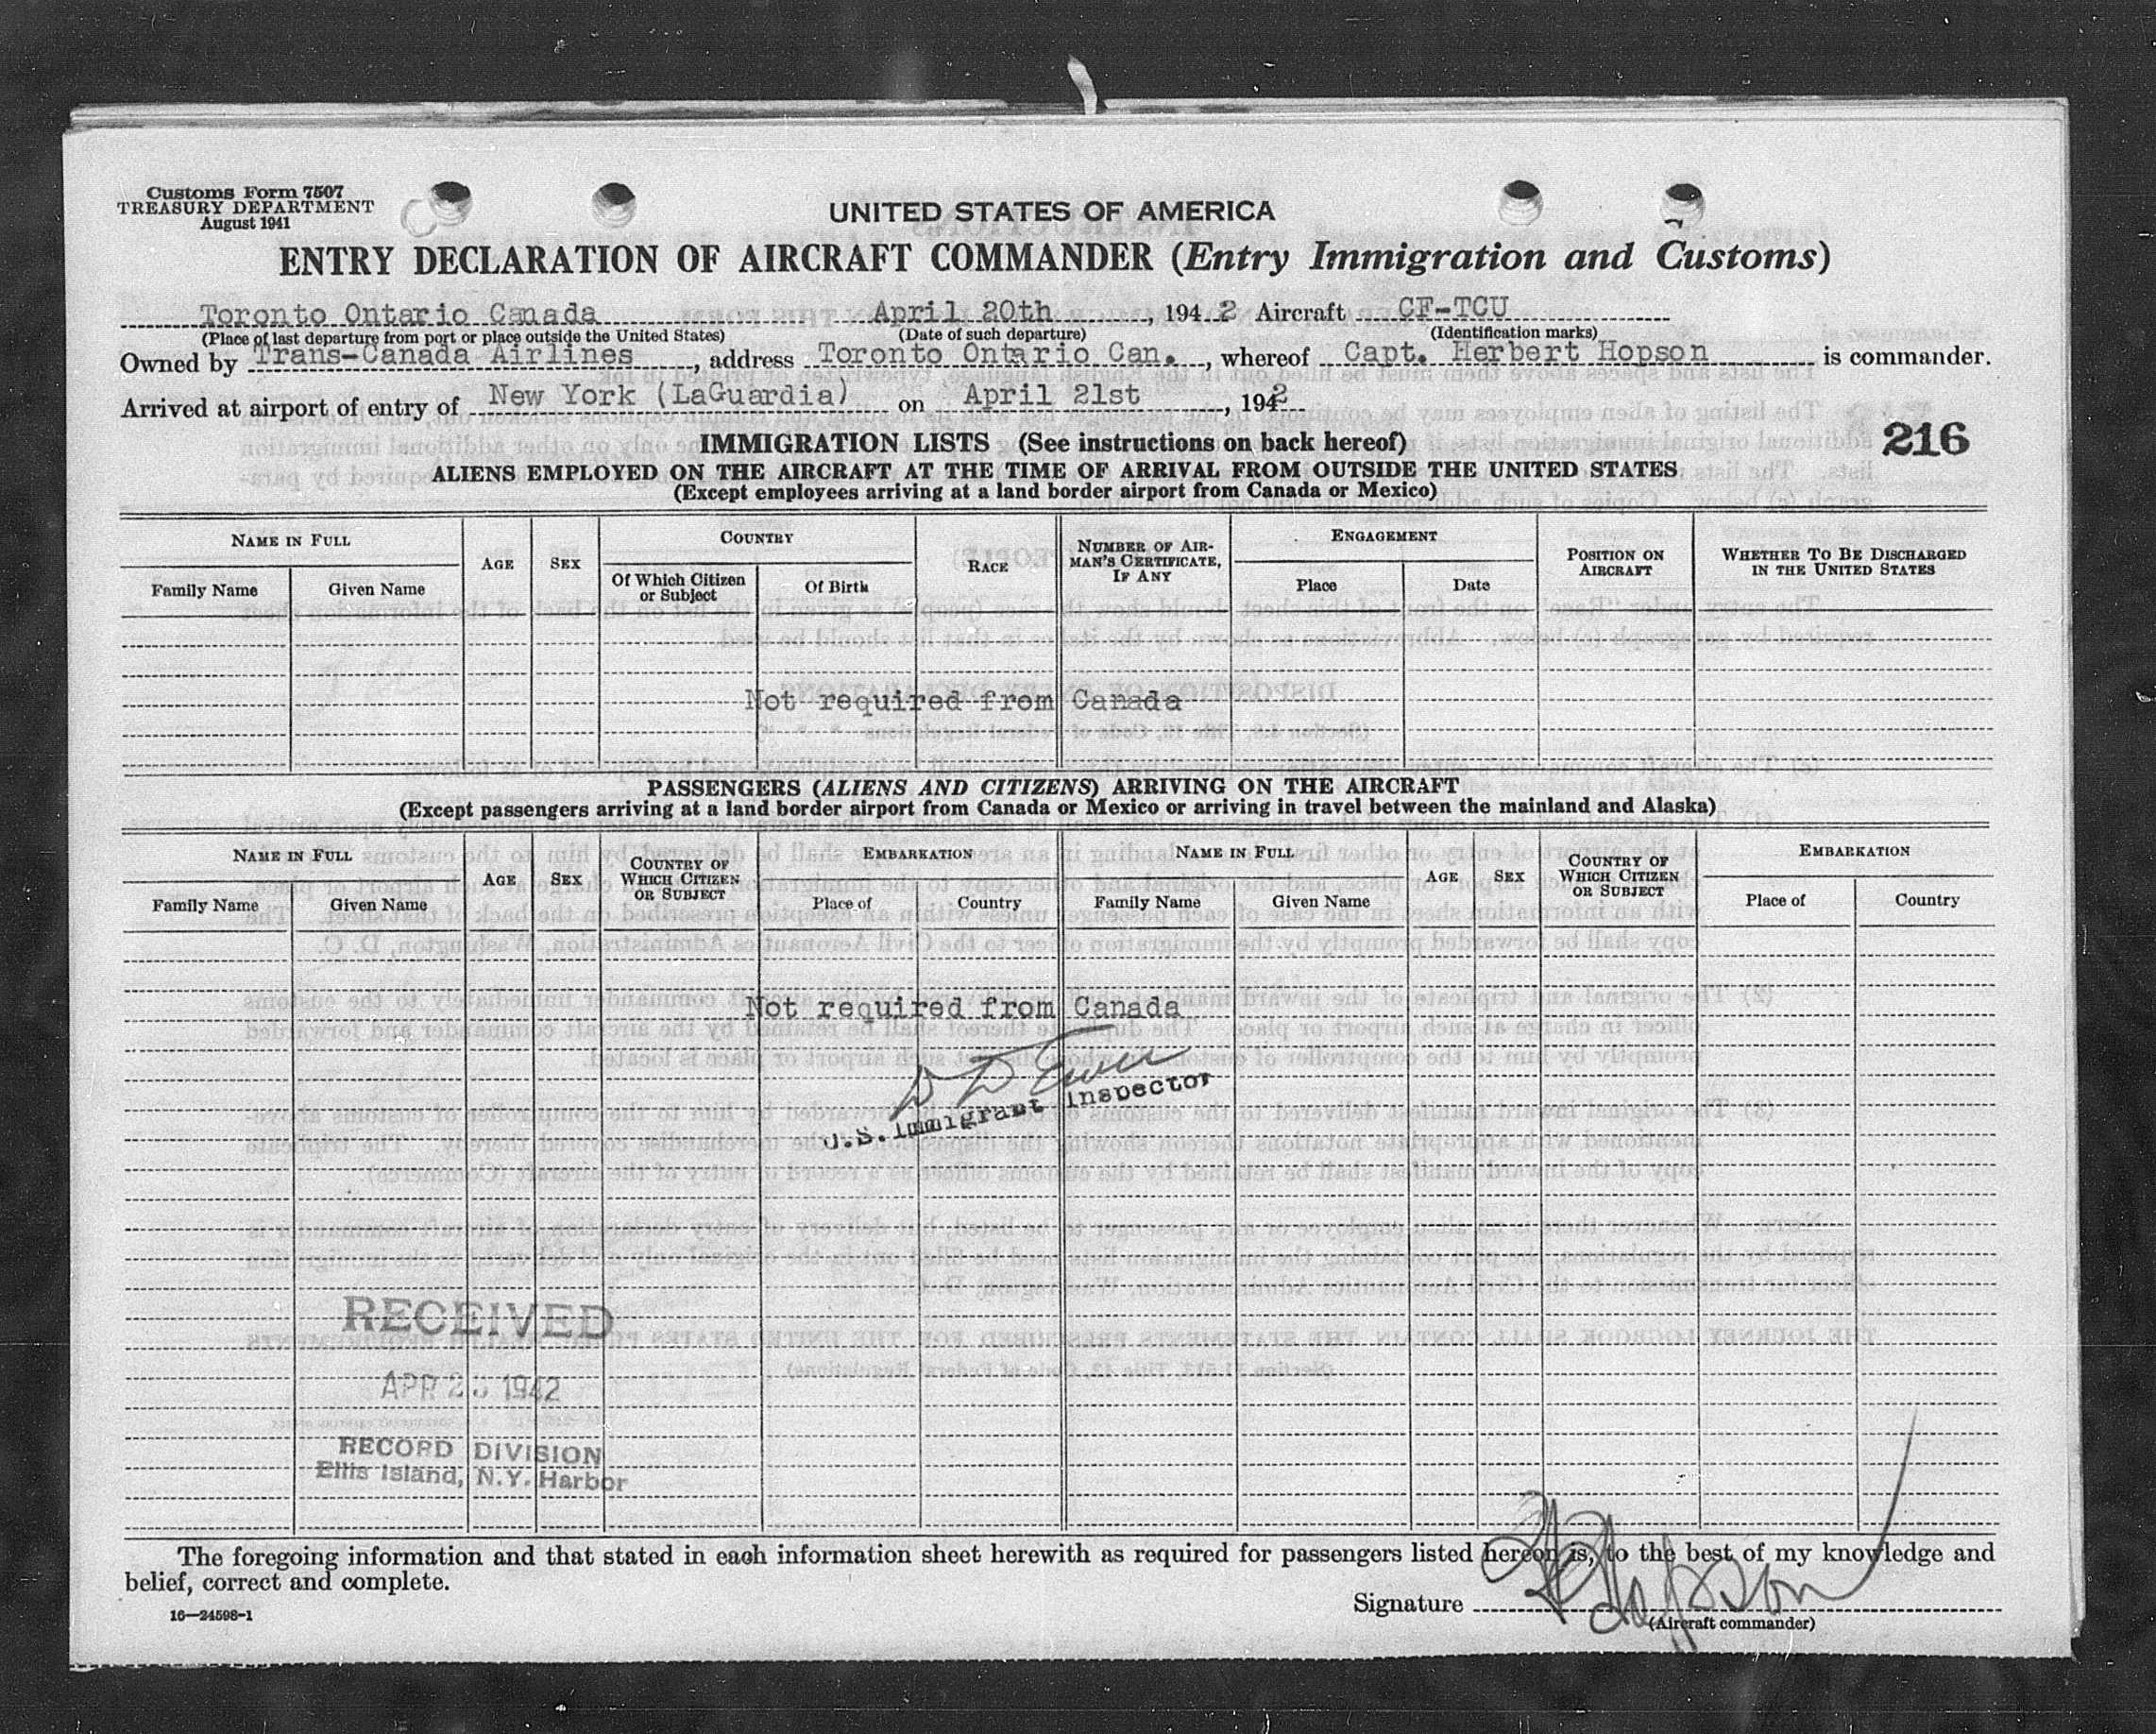 Customs Form 7507
TREASURY DEPARTMENT
August 1941
UNITED STATES OF AMERICA
ENTRY DECLARATION OF AIRCRAFT COMMANDER (Entry Immigration and Customs)
Toronto Ontario Canada April 20th, 1942 Aircraft CF-TCU
(Place of last departure from port or place outside the United States) (Date of such departure) (Identification marks)
Owned by Trans-Canada Airlines, address Toronto Ontario Can., whereof Capt. Herbert Hopson is commander.
Arrived at airport of entry of New York (LaGuardia) on April 21st, 1942
IMMIGRATION LISTS (See instructions on back hereof) 216
ALIENS EMPLOYED ON THE AIRCRAFT AT THE TIME OF ARRIVAL FROM OUTSIDE THE UNITED STATES
(Except employees arriving at a land border airport from Canada or Mexico)
NAME IN FULL AGE SEX COUNTRY RACE NUMBER OF AIRMAN'S CERTIFICATE, IF ANY ENGAGEMENT POSITION ON AIRCRAFT WHETHER TO BE DISCHARGED IN THE UNITED STATES
Family Name Given Name Of Which Citizen or Subject Of Birth Place Date
Not required from Canada
PASSENGERS (ALIENS AND CITIZENS) ARRIVING ON THE AIRCRAFT
(Except passengers arriving at a land border airport from Canada or Mexico or arriving in travel between the mainland and Alaska)
NAME IN FULL AGE SEX COUNTRY OF WHICH CITIZEN OR SUBJECT EMBARKATION NAME IN FULL AGE SEX COUNTRY OF WHICH CITIZEN OR SUBJECT EMBARKATION
Family Name Given Name Place of Country Family Name Given Name Place of Country
Not required from Canada
U.S. Immigrant Inspector
RECEIVED
APR 1942
RECORD DIVISION
Ellis Island, N.Y. Harbor
The foregoing information and that stated in each information sheet herewith as required for passengers listed hereon is, to the best of my knowledge and
belief, correct and complete.
Signature H Hopson
(Aircraft commander)
16—24598-1